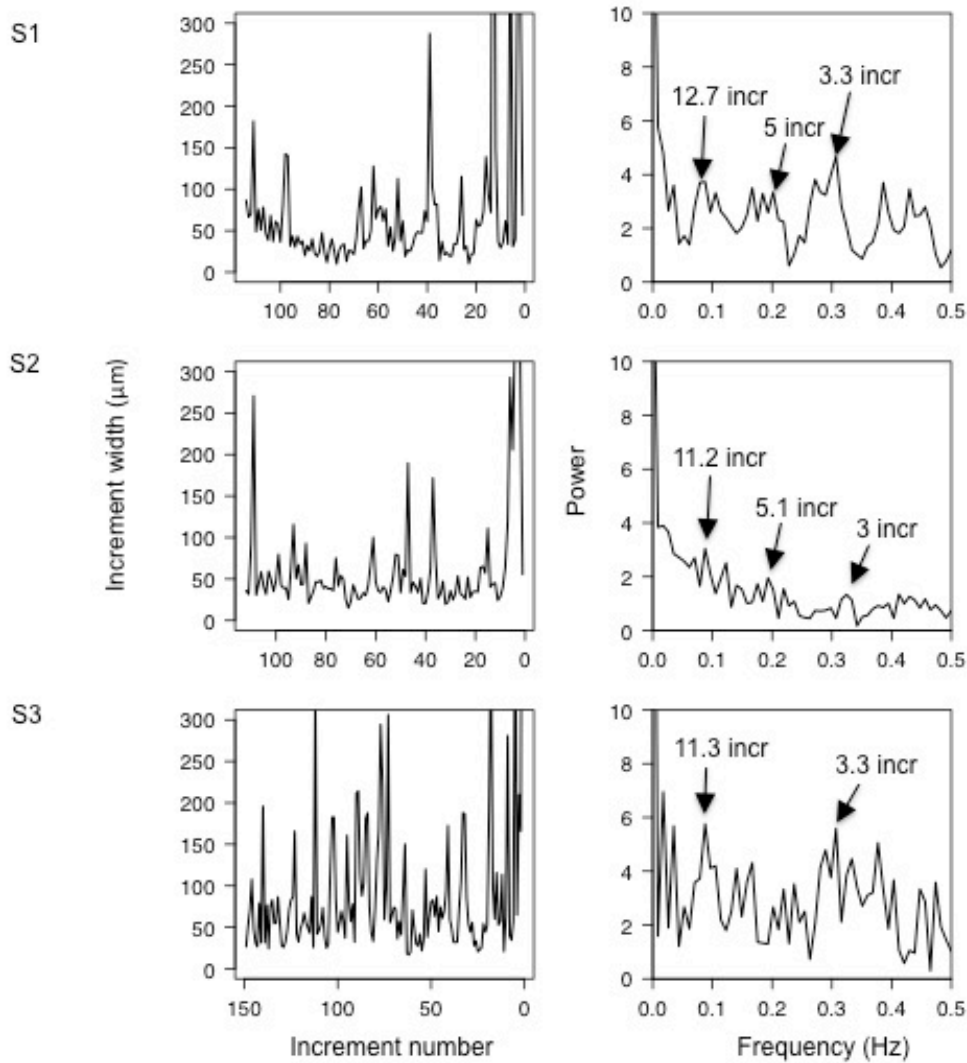 S1
300
250
200
150
100
50
0
100 80 60 40 20 0
10
8
6
4
2
0
0.0 0.1 0.2 0.3 0.4 0.5
12.7 incr
5 incr
3.3 incr
S2
Increment width (μm)
300
250
200
150
100
50
0
100 80 60 40 20 0
Power
10
8
6
4
2
0
0.0 0.1 0.2 0.3 0.4 0.5
11.2 incr
5.1 incr
3 incr
S3
300
250
200
150
100
50
0
150 100 50 0
Increment number
10
8
6
4
2
0
0.0 0.1 0.2 0.3 0.4 0.5
11.3 incr
3.3 incr
Frequency (Hz)